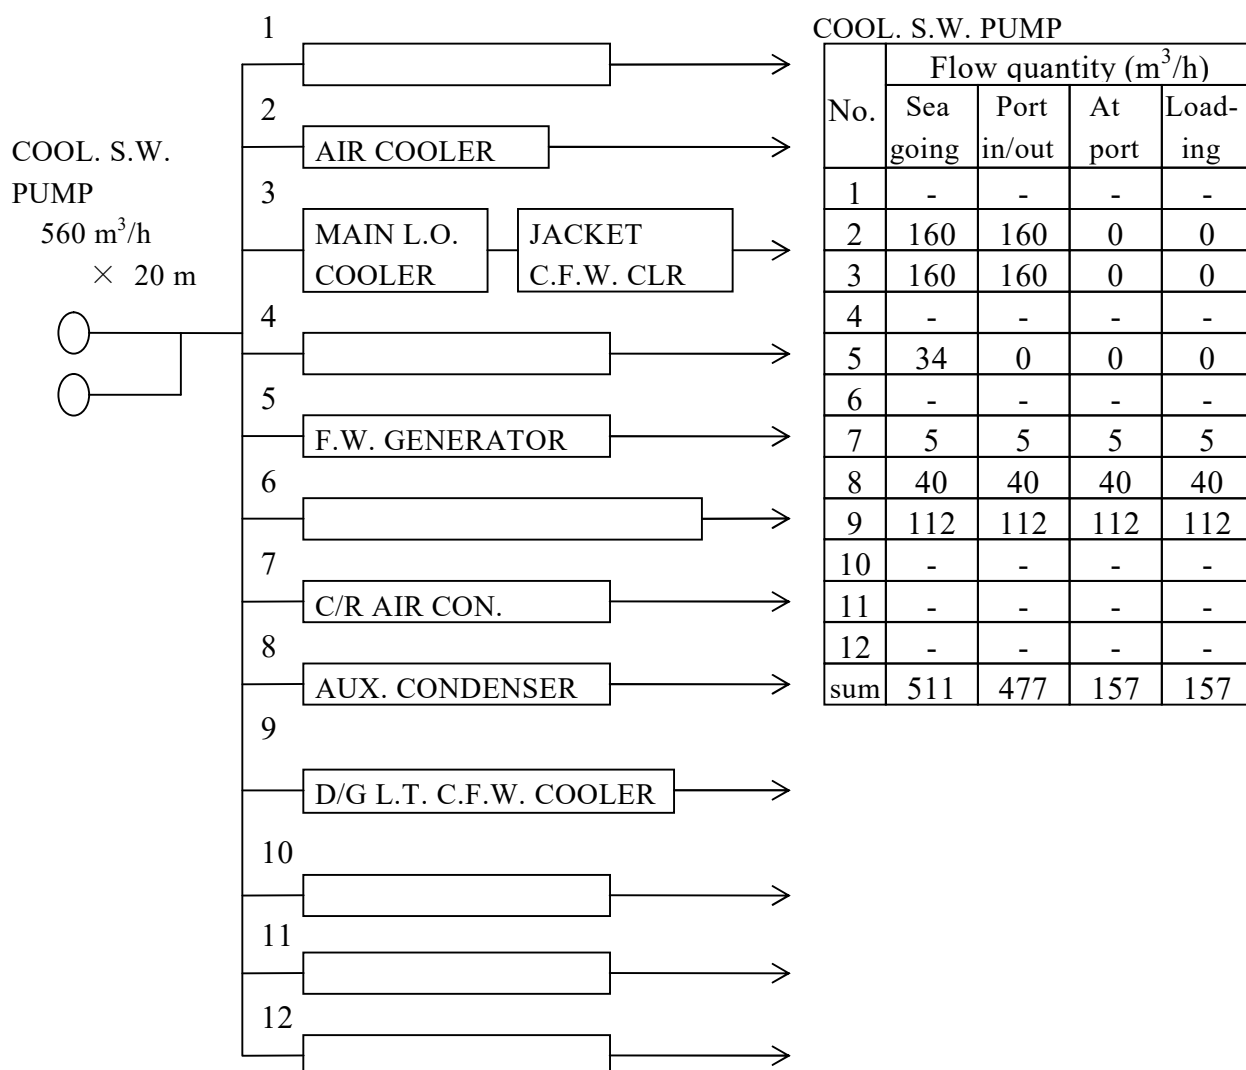 COOL. S.W.
PUMP
560 m³/h
× 20 m
1
2
AIR COOLER
3
MAIN L.O.
COOLER
JACKET
C.F.W. CLR
4
5
F.W. GENERATOR
6
7
C/R AIR CON.
8
AUX. CONDENSER
9
D/G L.T. C.F.W. COOLER
10
11
12
COOL. S.W. PUMP
No. Flow quantity (m³/h)
Sea Port At Load-
going in/out port ing
1 - - - -
2 160 160 0 0
3 160 160 0 0
4 - - - -
5 34 0 0 0
6 - - - -
7 5 5 5 5
8 40 40 40 40
9 112 112 112 112
10 - - - -
11 - - - -
12 - - - -
sum 511 477 157 157